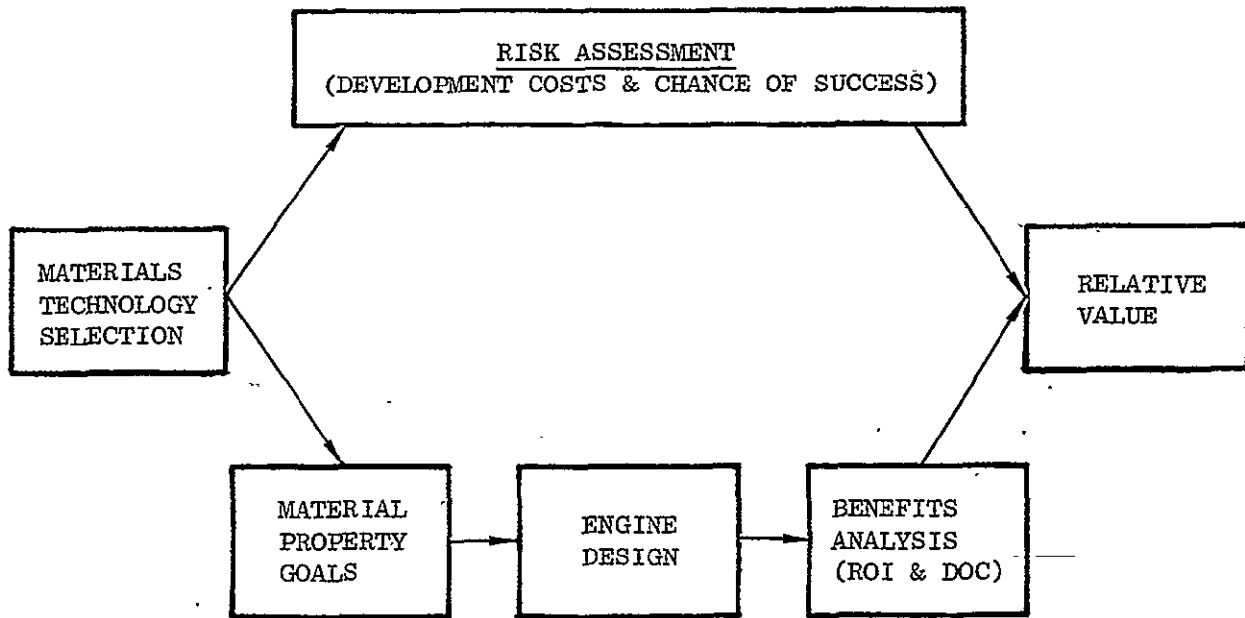 RISK ASSESSMENT
(DEVELOPMENT COSTS & CHANCE OF SUCCESS)
MATERIALS
TECHNOLOGY
SELECTION
RELATIVE
VALUE
MATERIAL
PROPERTY
GOALS
ENGINE
DESIGN
BENEFITS
ANALYSIS
(ROI & DOC)